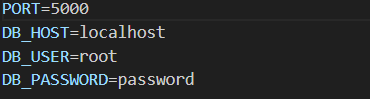 PORT=5000
DB_HOST=localhost
DB_USER=root
DB_PASSWORD=password